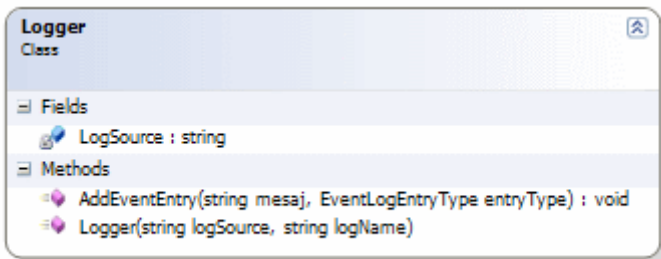 Logger
Class
Fields
LogSource : string
Methods
AddEventEntry(string mesaj, EventLogEntryType entryType) : void
Logger(string logSource, string logName)